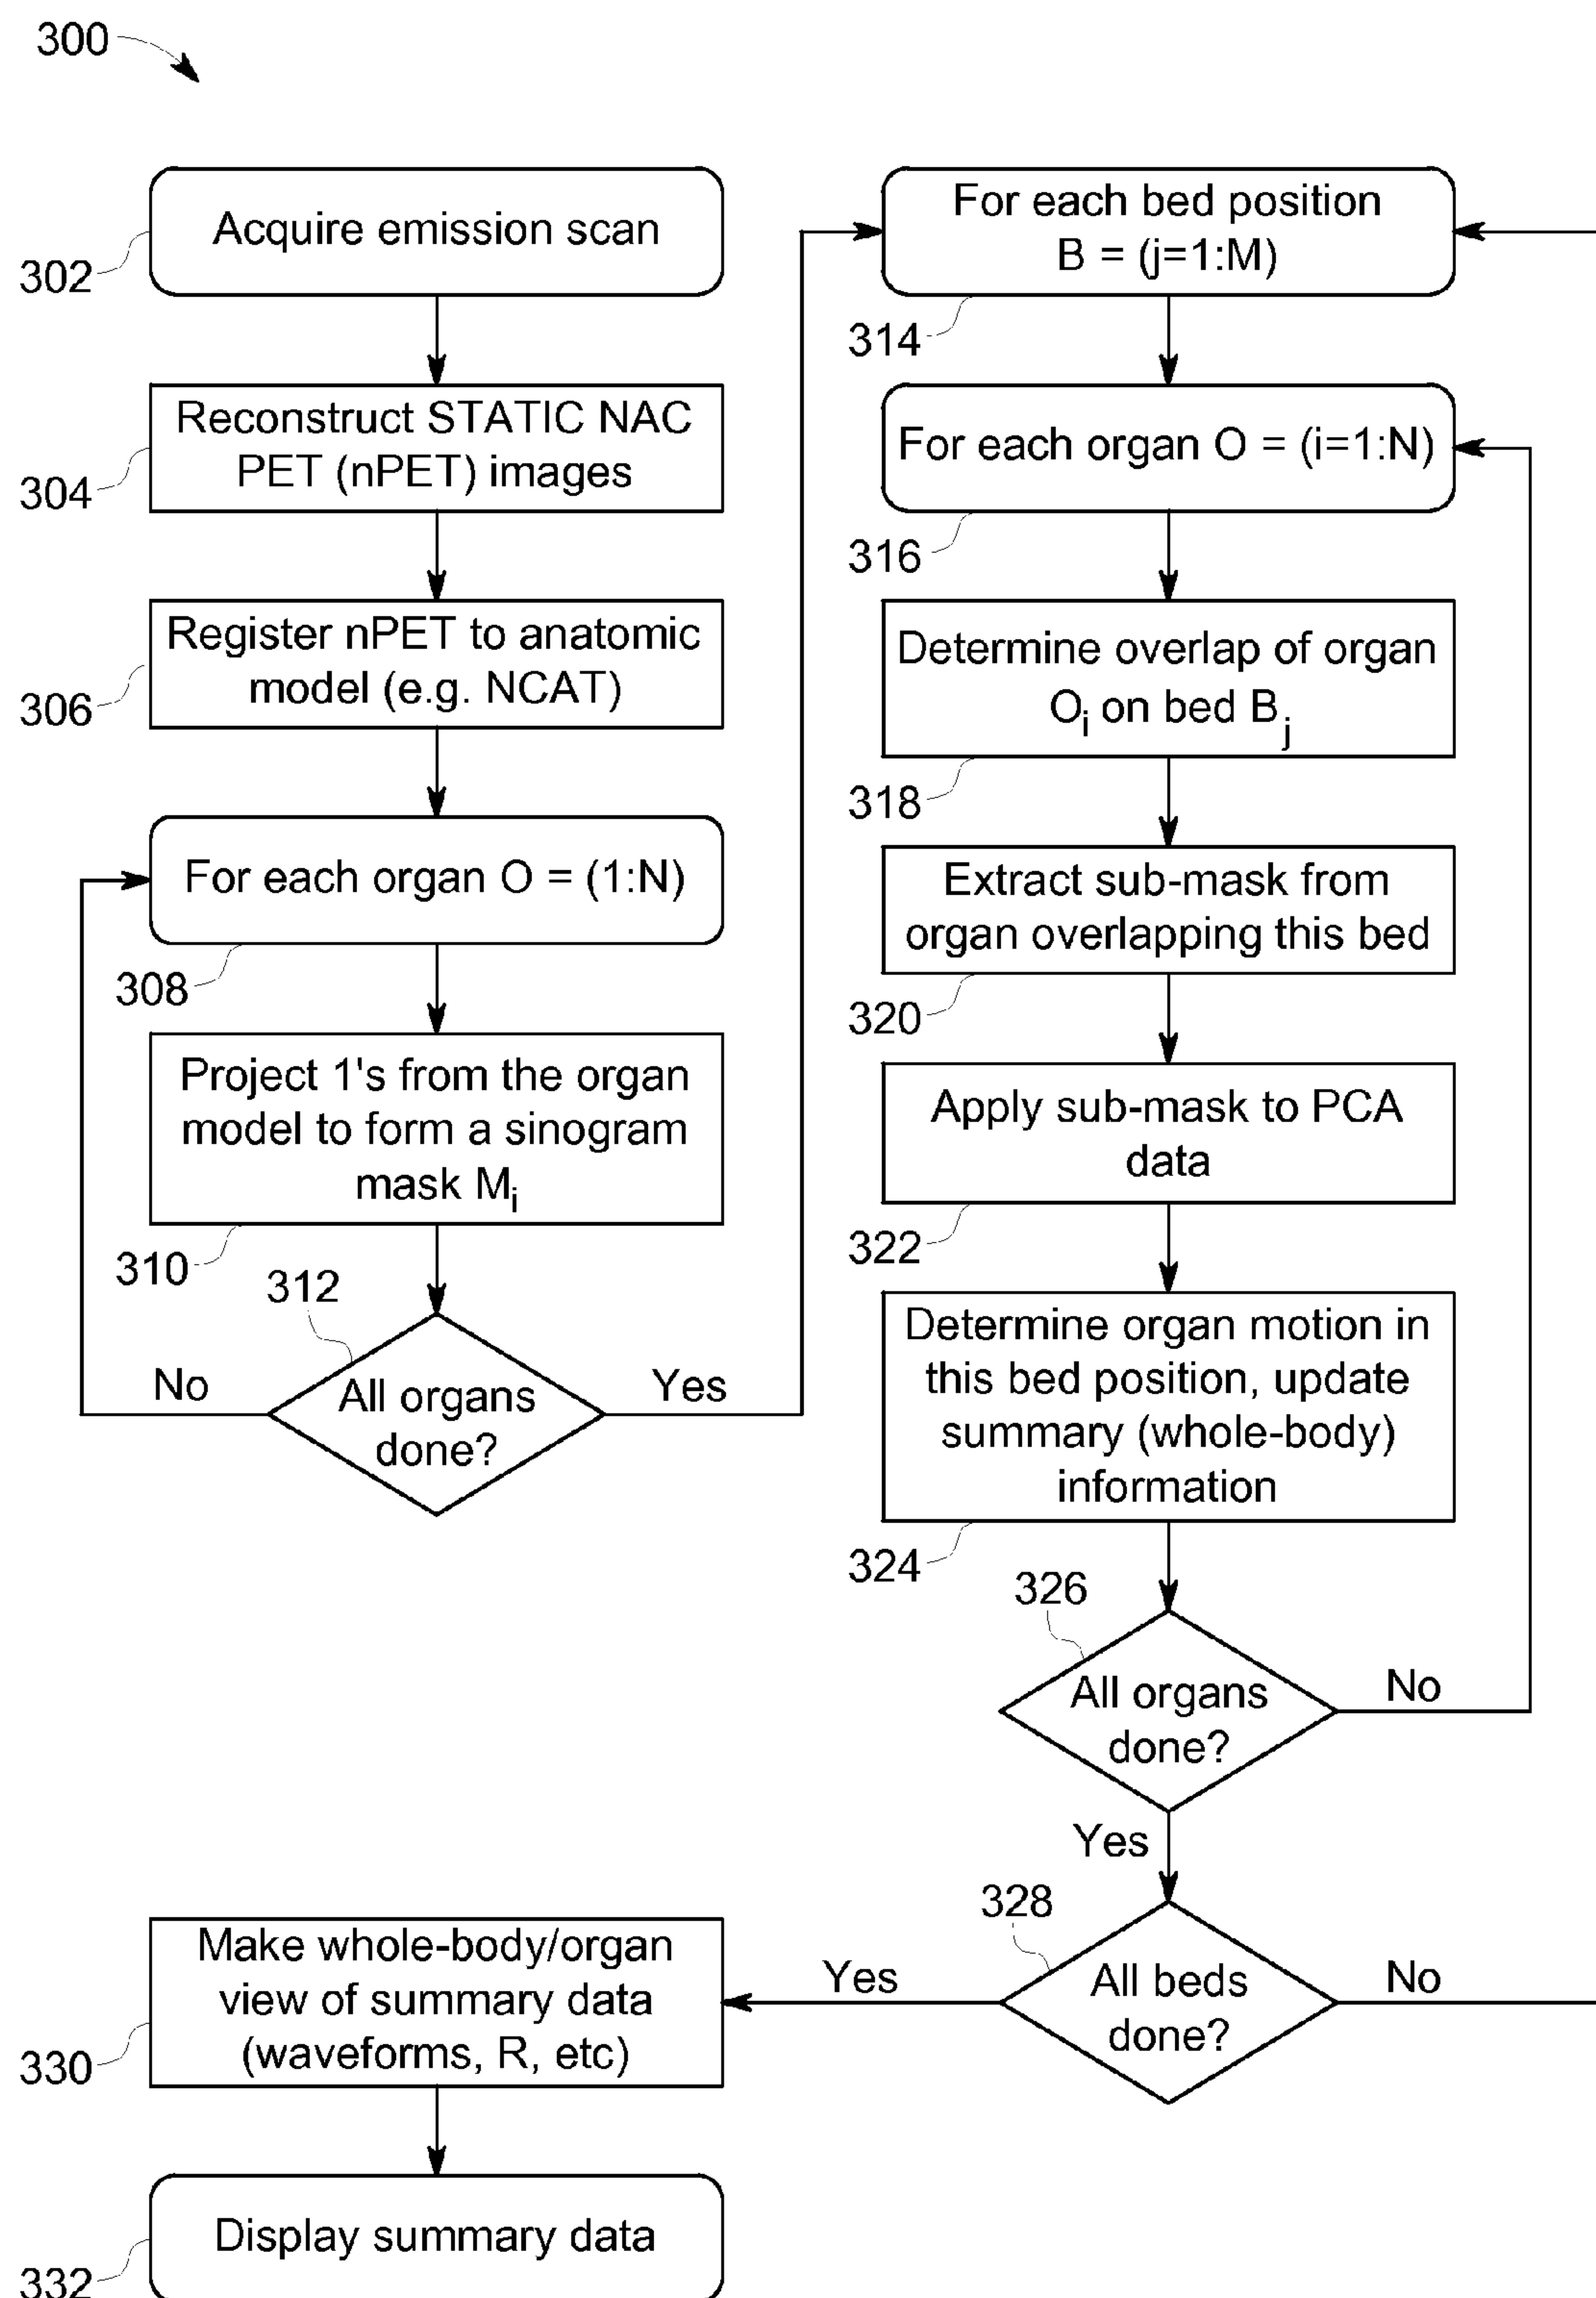 300
Acquire emission scan
302
Reconstruct STATIC NAC
PET (nPET) images
304
Register nPET to anatomic
model (e.g. NCAT)
306
For each organ O = (1:N)
308
Project 1's from the organ
model to form a sinogram
mask Mi
310
312
All organs
done?
No
Yes
For each bed position
B = (j=1:M)
314
For each organ O = (i=1:N)
316
Determine overlap of organ
Oi on bed Bj
318
Extract sub-mask from
organ overlapping this bed
320
Apply sub-mask to PCA
data
322
Determine organ motion in
this bed position, update
summary (whole-body)
information
324
326
All organs
done?
No
Yes
328
All beds
done?
No
Yes
Make whole-body/organ
view of summary data
(waveforms, R, etc)
330
Display summary data
332